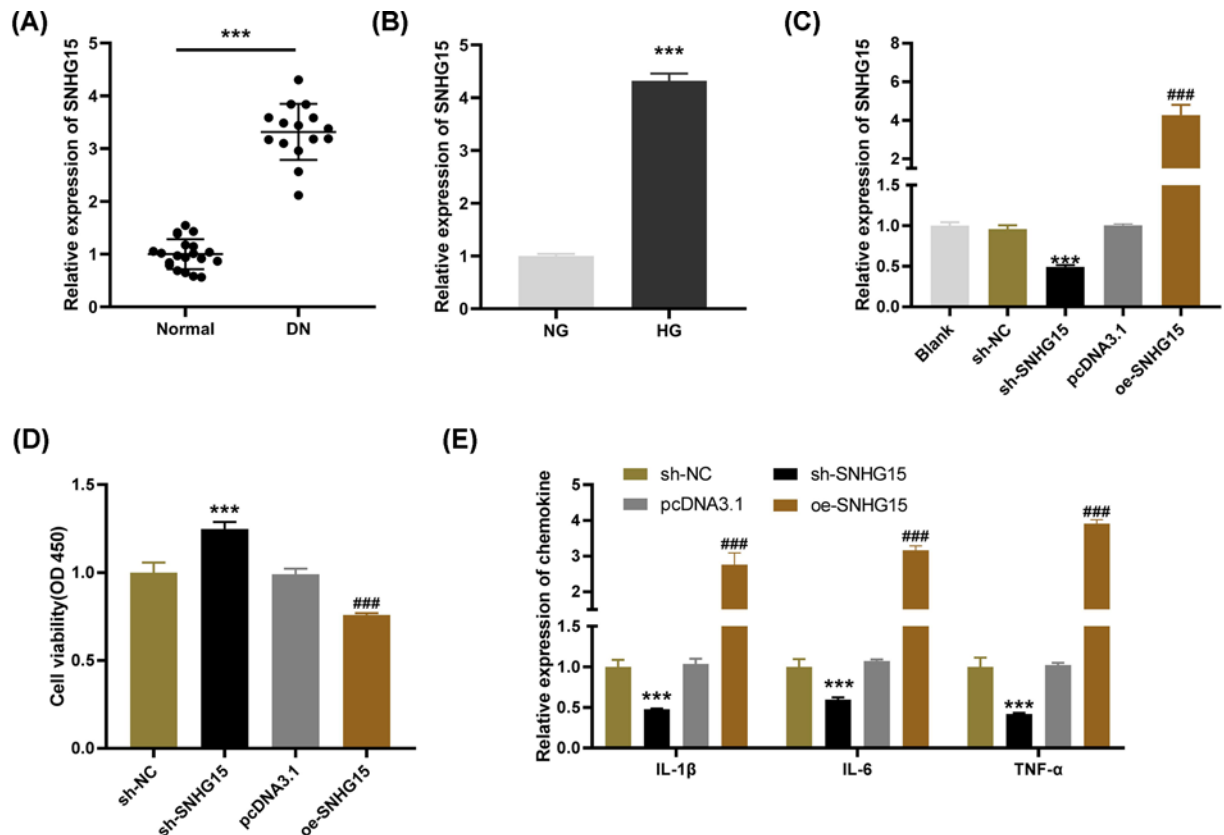 (A)
Relative expression of SNHG15
5
4
3
2
1
0
***
Normal
DN
(B)
Relative expression of SNHG15
5
4
3
2
1
0
***
NG
HG
(C)
Relative expression of SNHG15
8
6
4
2
1.0
0.5
0.0
***
###
Blank
sh-NC
sh-SNHG15
pcDNA3.1
oe-SNHG15
(D)
Cell viability(OD 450)
1.5
1.0
0.5
0.0
***
###
sh-NC
sh-SNHG15
pcDNA3.1
oe-SNHG15
(E)
sh-NC
sh-SNHG15
pcDNA3.1
oe-SNHG15
Relative expression of chemokine
5
4
3
2
1.5
1.0
0.5
0.0
***
###
***
###
***
###
IL-1β
IL-6
TNF-α